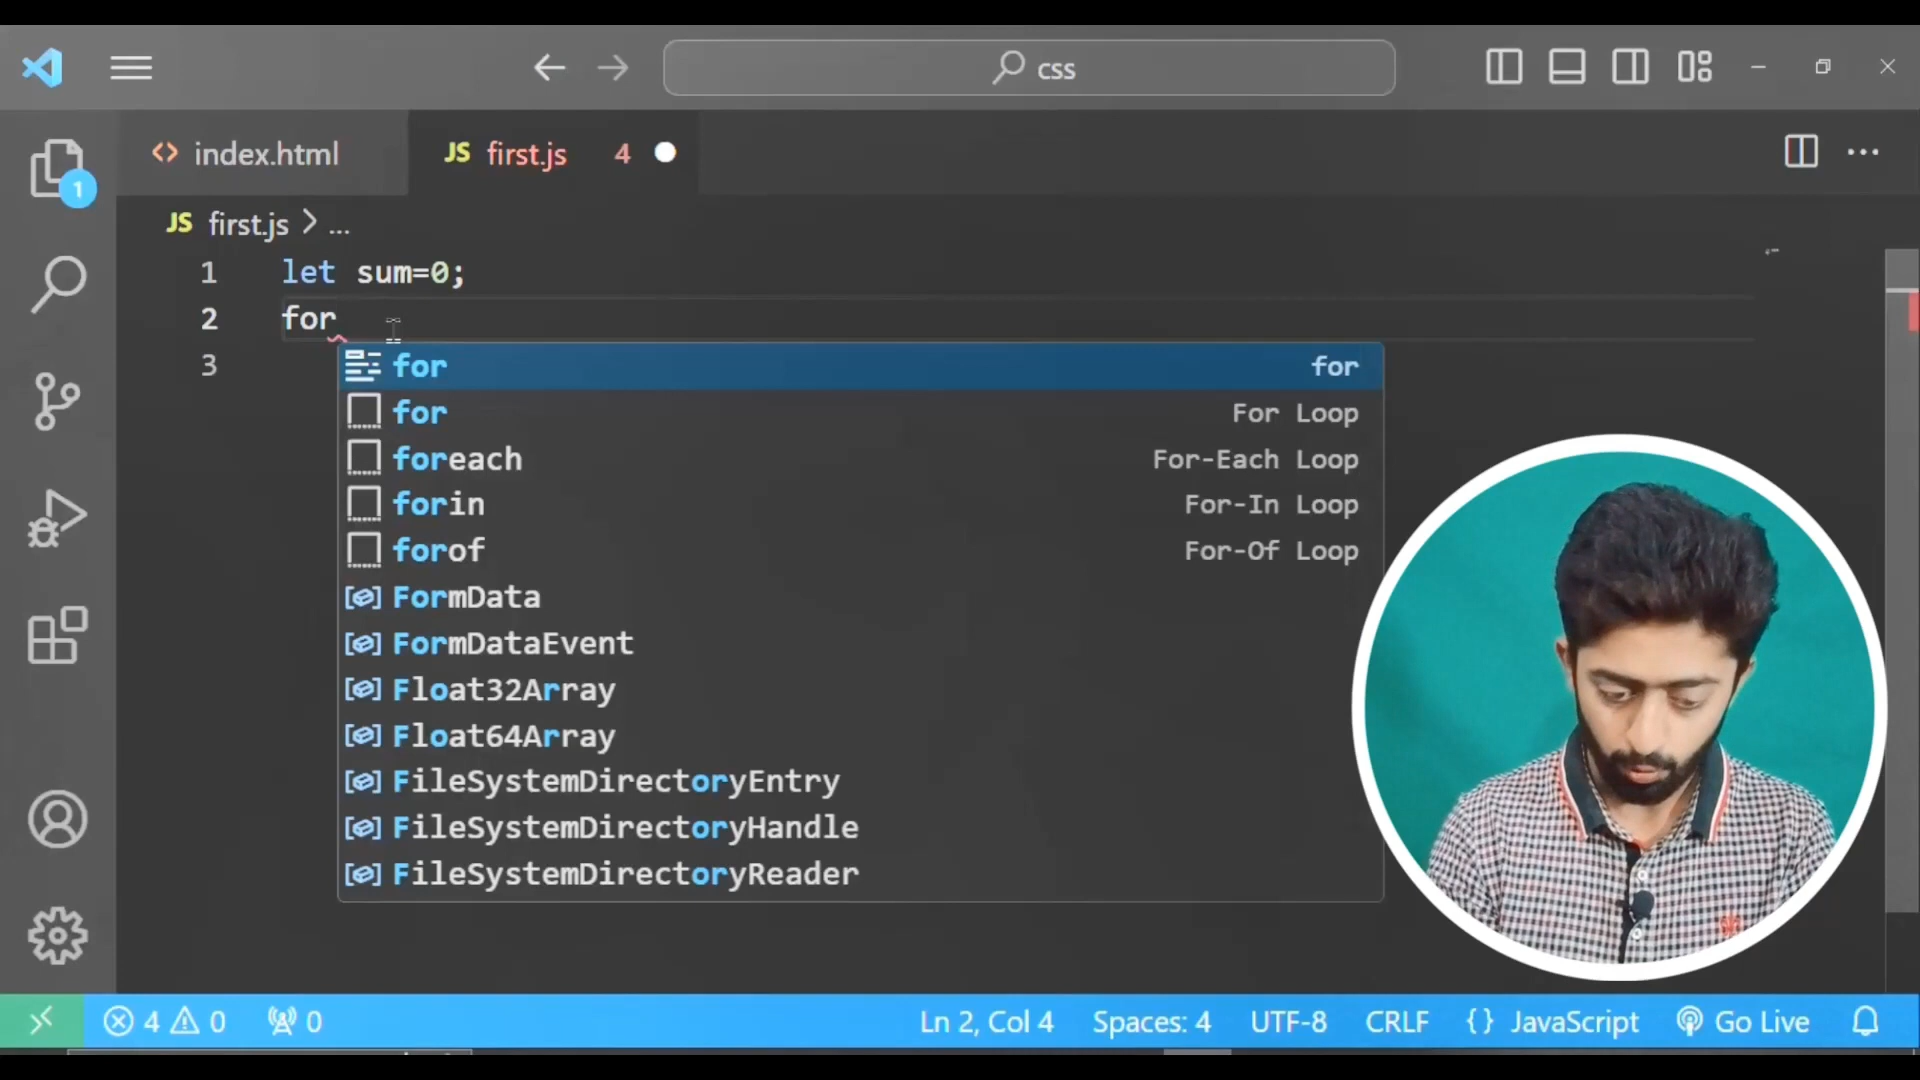 css
index.html
JS first.js 4
1
JS first.js > ...
1 let sum=0;
2 for
3
for for
for For Loop
foreach For-Each Loop
forin For-In Loop
forof For-Of Loop
FormData
FormDataEvent
Float32Array
Float64Array
FileSystemDirectoryEntry
FileSystemDirectoryHandle
FileSystemDirectoryReader
4 0 0 Ln 2, Col 4 Spaces: 4 UTF-8 CRLF {} JavaScript Go Live